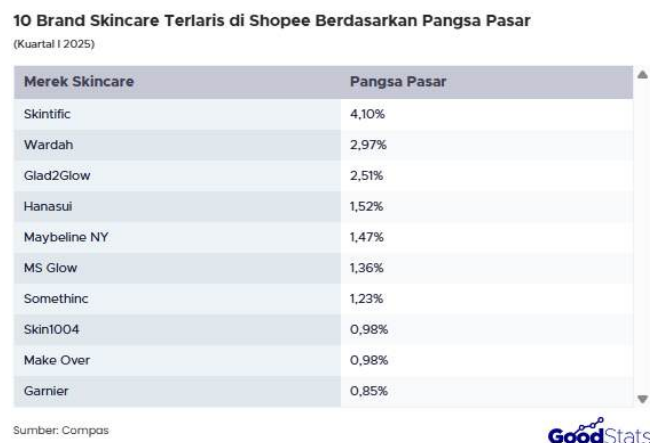 10 Brand Skincare Terlaris di Shopee Berdasarkan Pangsa Pasar
(Kuartal I 2025)
Merek Skincare Pangsa Pasar
Skintific 4,10%
Wardah 2,97%
Glad2Glow 2,51%
Hanasui 1,52%
Maybeline NY 1,47%
MS Glow 1,36%
Somethinc 1,23%
Skin1004 0,98%
Make Over 0,98%
Garnier 0,85%
Sumber: Compas
GoodStats